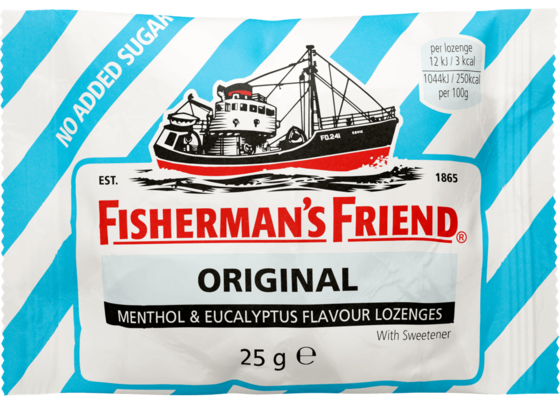 NO ADDED SUGAR
per lozenge
12 kJ / 3 kcal
1044kJ / 250kcal
per 100g
FD.241
EST. 1865
FISHERMAN'S FRIEND®
ORIGINAL
MENTHOL & EUCALYPTUS FLAVOUR LOZENGES
With Sweetener
25 g ℮